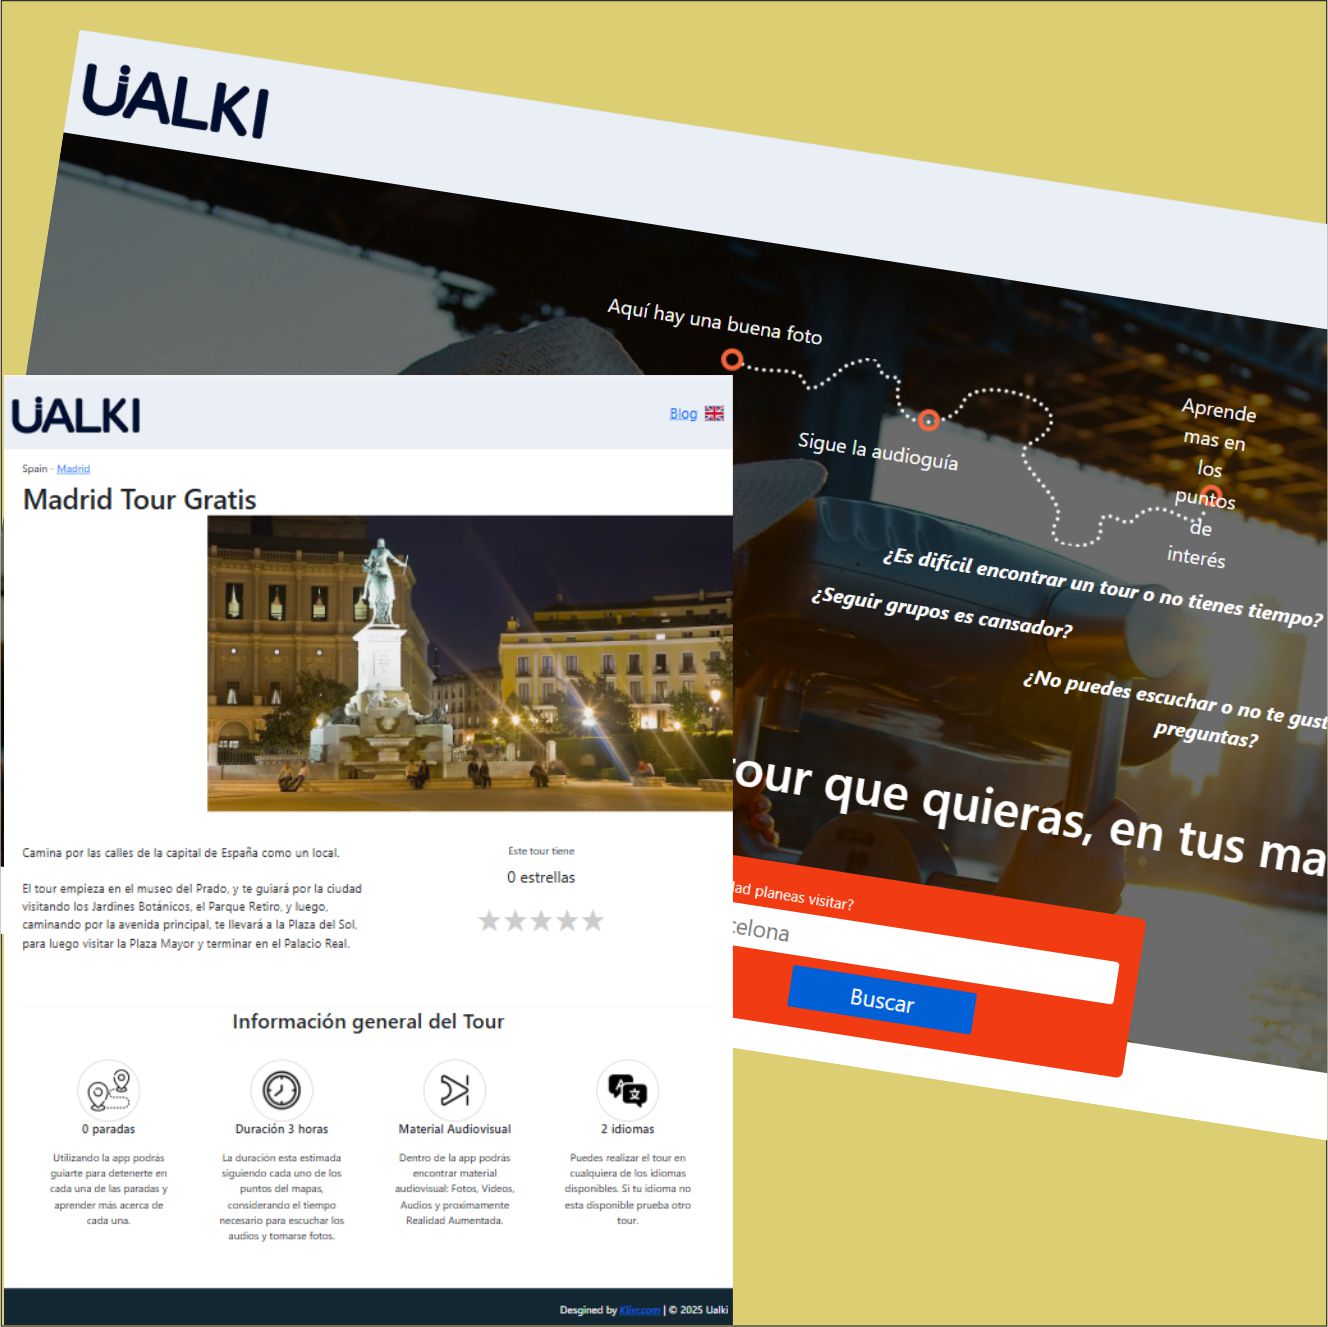 UALKI
Aquí hay una buena foto
Sigue la audioguía
Aprende
mas en
los
puntos
de
interés
¿Es difícil encontrar un tour o no tienes tiempo?
¿Seguir grupos es cansador?
¿No puedes escuchar o no te gust
preguntas?
tour que quieras, en tus ma
dad planeas visitar?
celona
Buscar
UALKI
Blog
Spain - Madrid
Madrid Tour Gratis
Camina por las calles de la capital de España como un local.
El tour empieza en el museo del Prado, y te guiará por la ciudad
visitando los Jardines Botánicos, el Parque Retiro, y luego,
caminando por la avenida principal, te llevará a la Plaza del Sol,
para luego visitar la Plaza Mayor y terminar en el Palacio Real.
Este tour tiene
0 estrellas
Información general del Tour
0 paradas
Utilizando la app podrás
guiarte para detenerte en
cada una de las paradas y
aprender más acerca de
cada una.
Duración 3 horas
La duración esta estimada
siguiendo cada uno de los
puntos del mapas,
considerando el tiempo
necesario para escuchar los
audios y tomarse fotos.
Material Audiovisual
Dentro de la app podrás
encontrar material
audiovisual: Fotos, Videos,
Audios y proximamente
Realidad Aumentada.
2 idiomas
Puedes realizar el tour en
cualquiera de los idiomas
disponibles. Si tu idioma no
esta disponible prueba otro
tour.
Desgined by Klivr.com | © 2025 Ualki